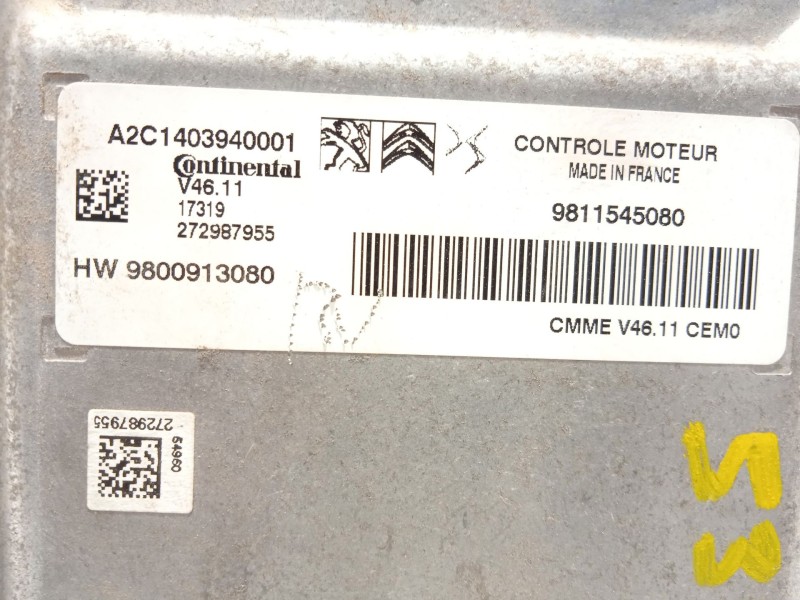 A2C1403940001
Continental
V46.11
17319
272987955
HW 9800913080
CONTROLE MOTEUR
MADE IN FRANCE
9811545080
CMME V46.11 CEM0
272987955
54960